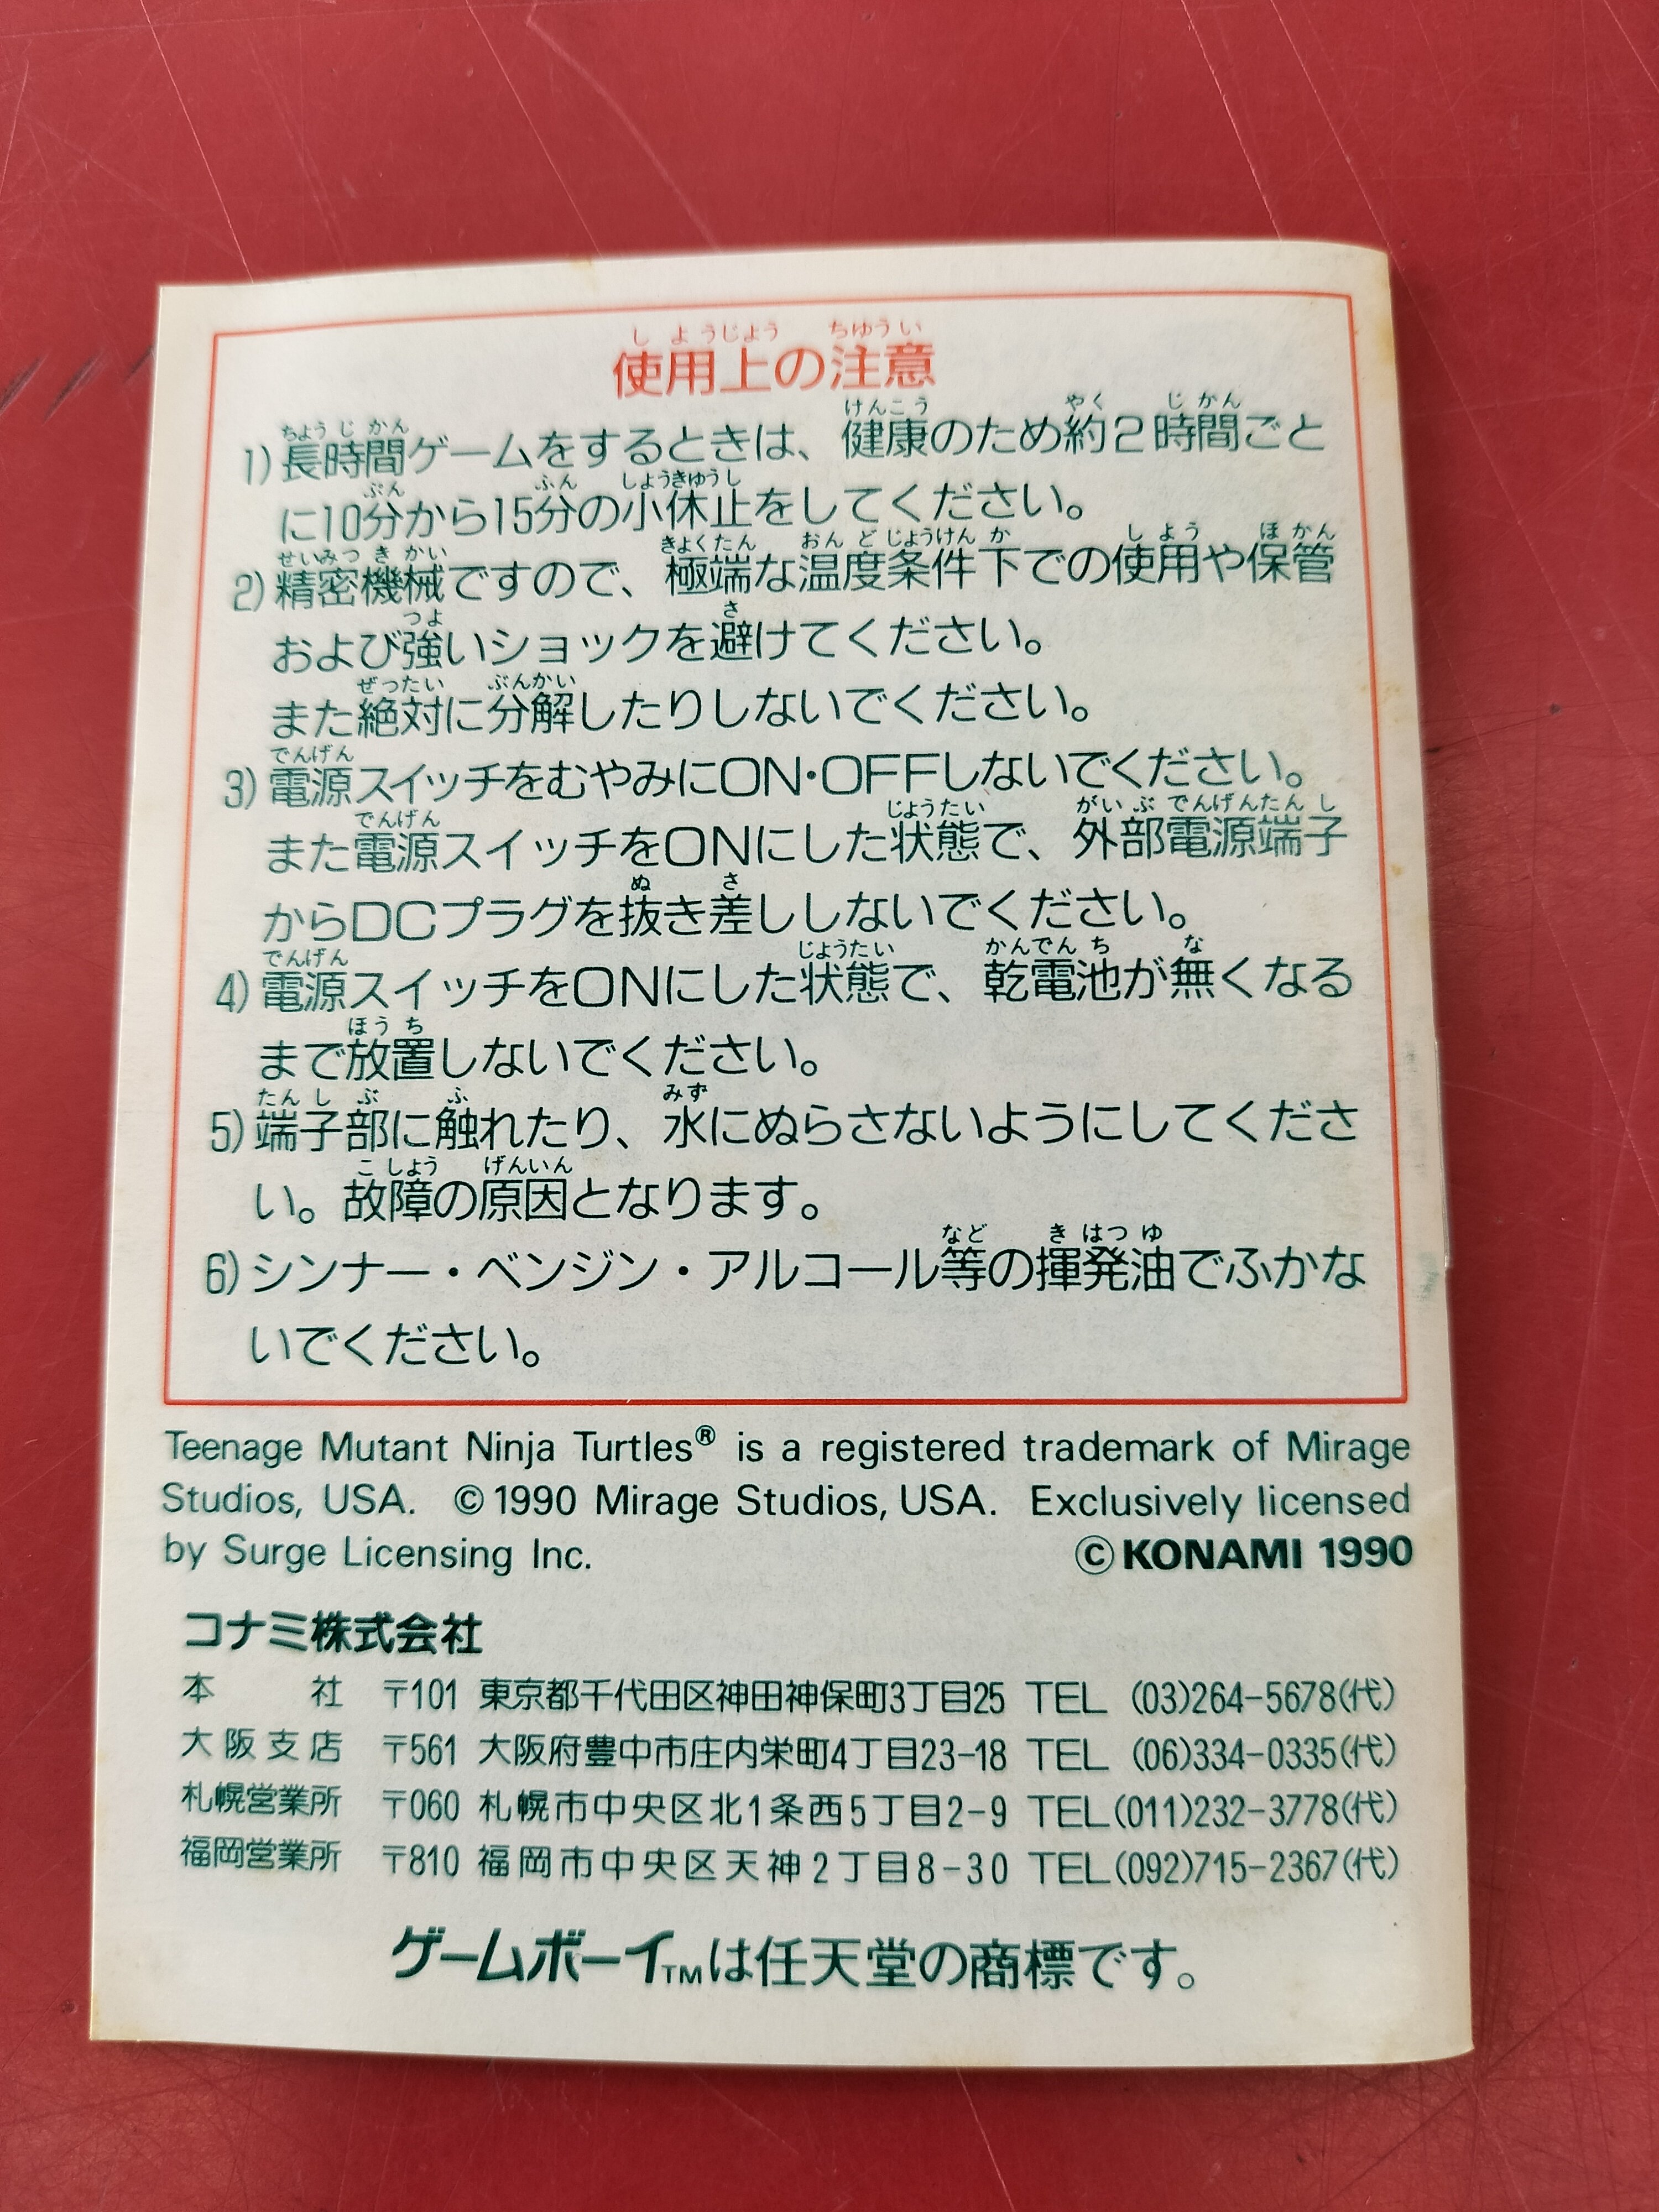 使用上の注意
1)長時間ゲームをするときは、健康のため約2時間ごと
に10分から15分の小休止をしてください。
2)精密機械ですので、極端な温度条件下での使用や保管
および強いショックを避けてください。
また絶対に分解したりしないでください。
3)電源スイッチをむやみにON・OFFしないでください。
また電源スイッチをONにした状態で、外部電源端子
からDCプラグを抜き差ししないでください。
4)電源スイッチをONにした状態で、乾電池が無くなる
まで放置しないでください。
5)端子部に触れたり、水にぬらさないようにしてくださ
い。故障の原因となります。
6)シンナー・ベンジン・アルコール等の揮発油でふかな
いでください。
Teenage Mutant Ninja Turtles® is a registered trademark of Mirage
Studios, USA. ©1990 Mirage Studios, USA. Exclusively licensed
by Surge Licensing Inc. ©KONAMI 1990
コナミ株式会社
本社 〒101 東京都千代田区神田神保町3丁目25 TEL (03)264-5678(代)
大阪支店 〒561 大阪府豊中市庄内栄町4丁目23-18 TEL (06)334-0335(代)
札幌営業所 〒060 札幌市中央区北1条西5丁目2-9 TEL(011)232-3778(代)
福岡営業所 〒810 福岡市中央区天神2丁目8-30 TEL(092)715-2367(代)
ゲームボーイTMは任天堂の商標です。